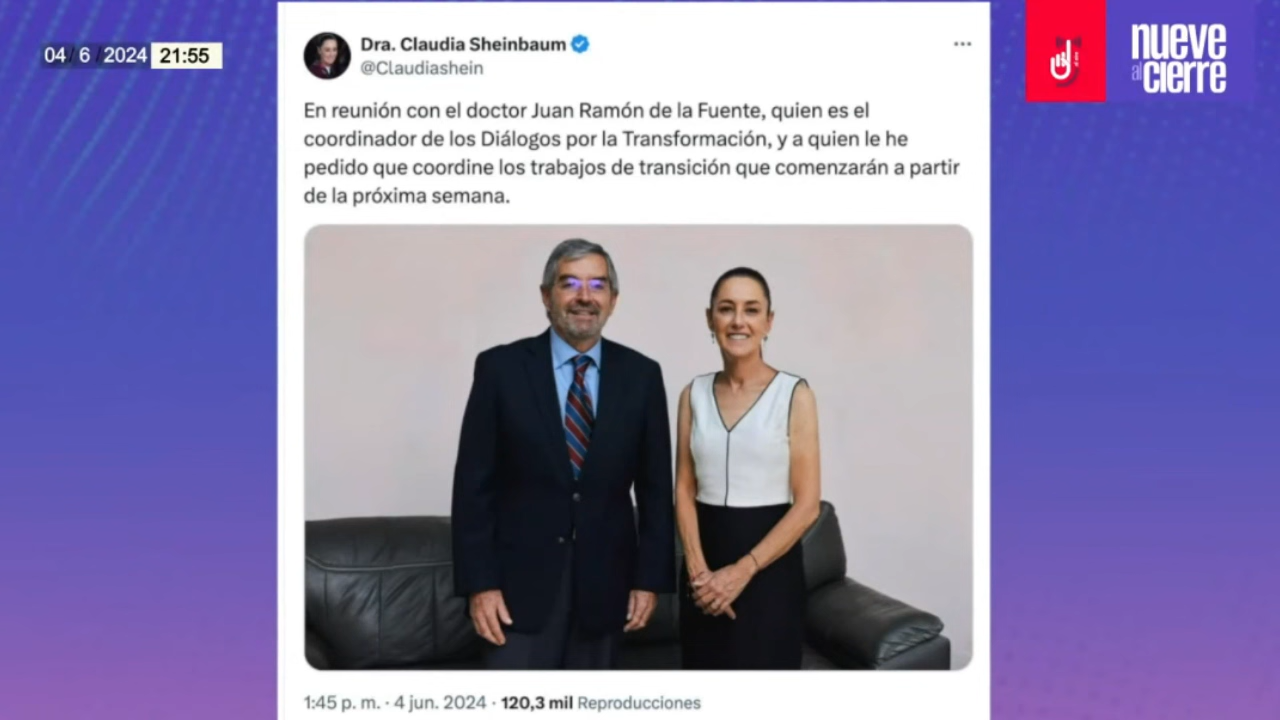 04 / 6 / 2024 21:55
nueve
al cierre
Dra. Claudia Sheinbaum
@Claudiashein
En reunión con el doctor Juan Ramón de la Fuente, quien es el
coordinador de los Diálogos por la Transformación, y a quien le he
pedido que coordine los trabajos de transición que comenzarán a partir
de la próxima semana.
1:45 p. m. · 4 jun. 2024 · 120,3 mil Reproducciones